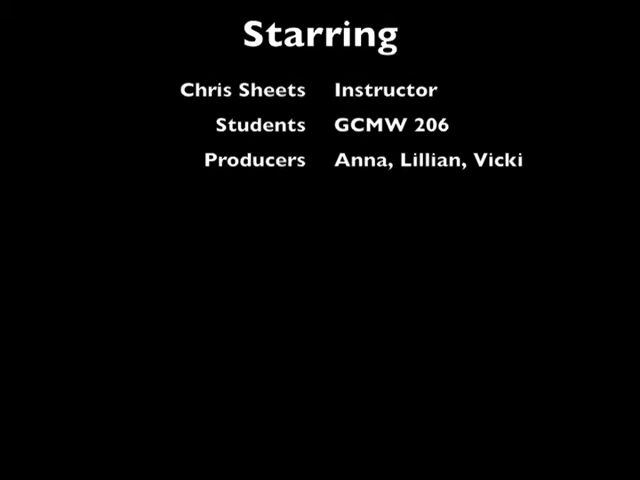 Starring
Chris Sheets Instructor
Students GCMW 206
Producers Anna, Lillian, Vicki